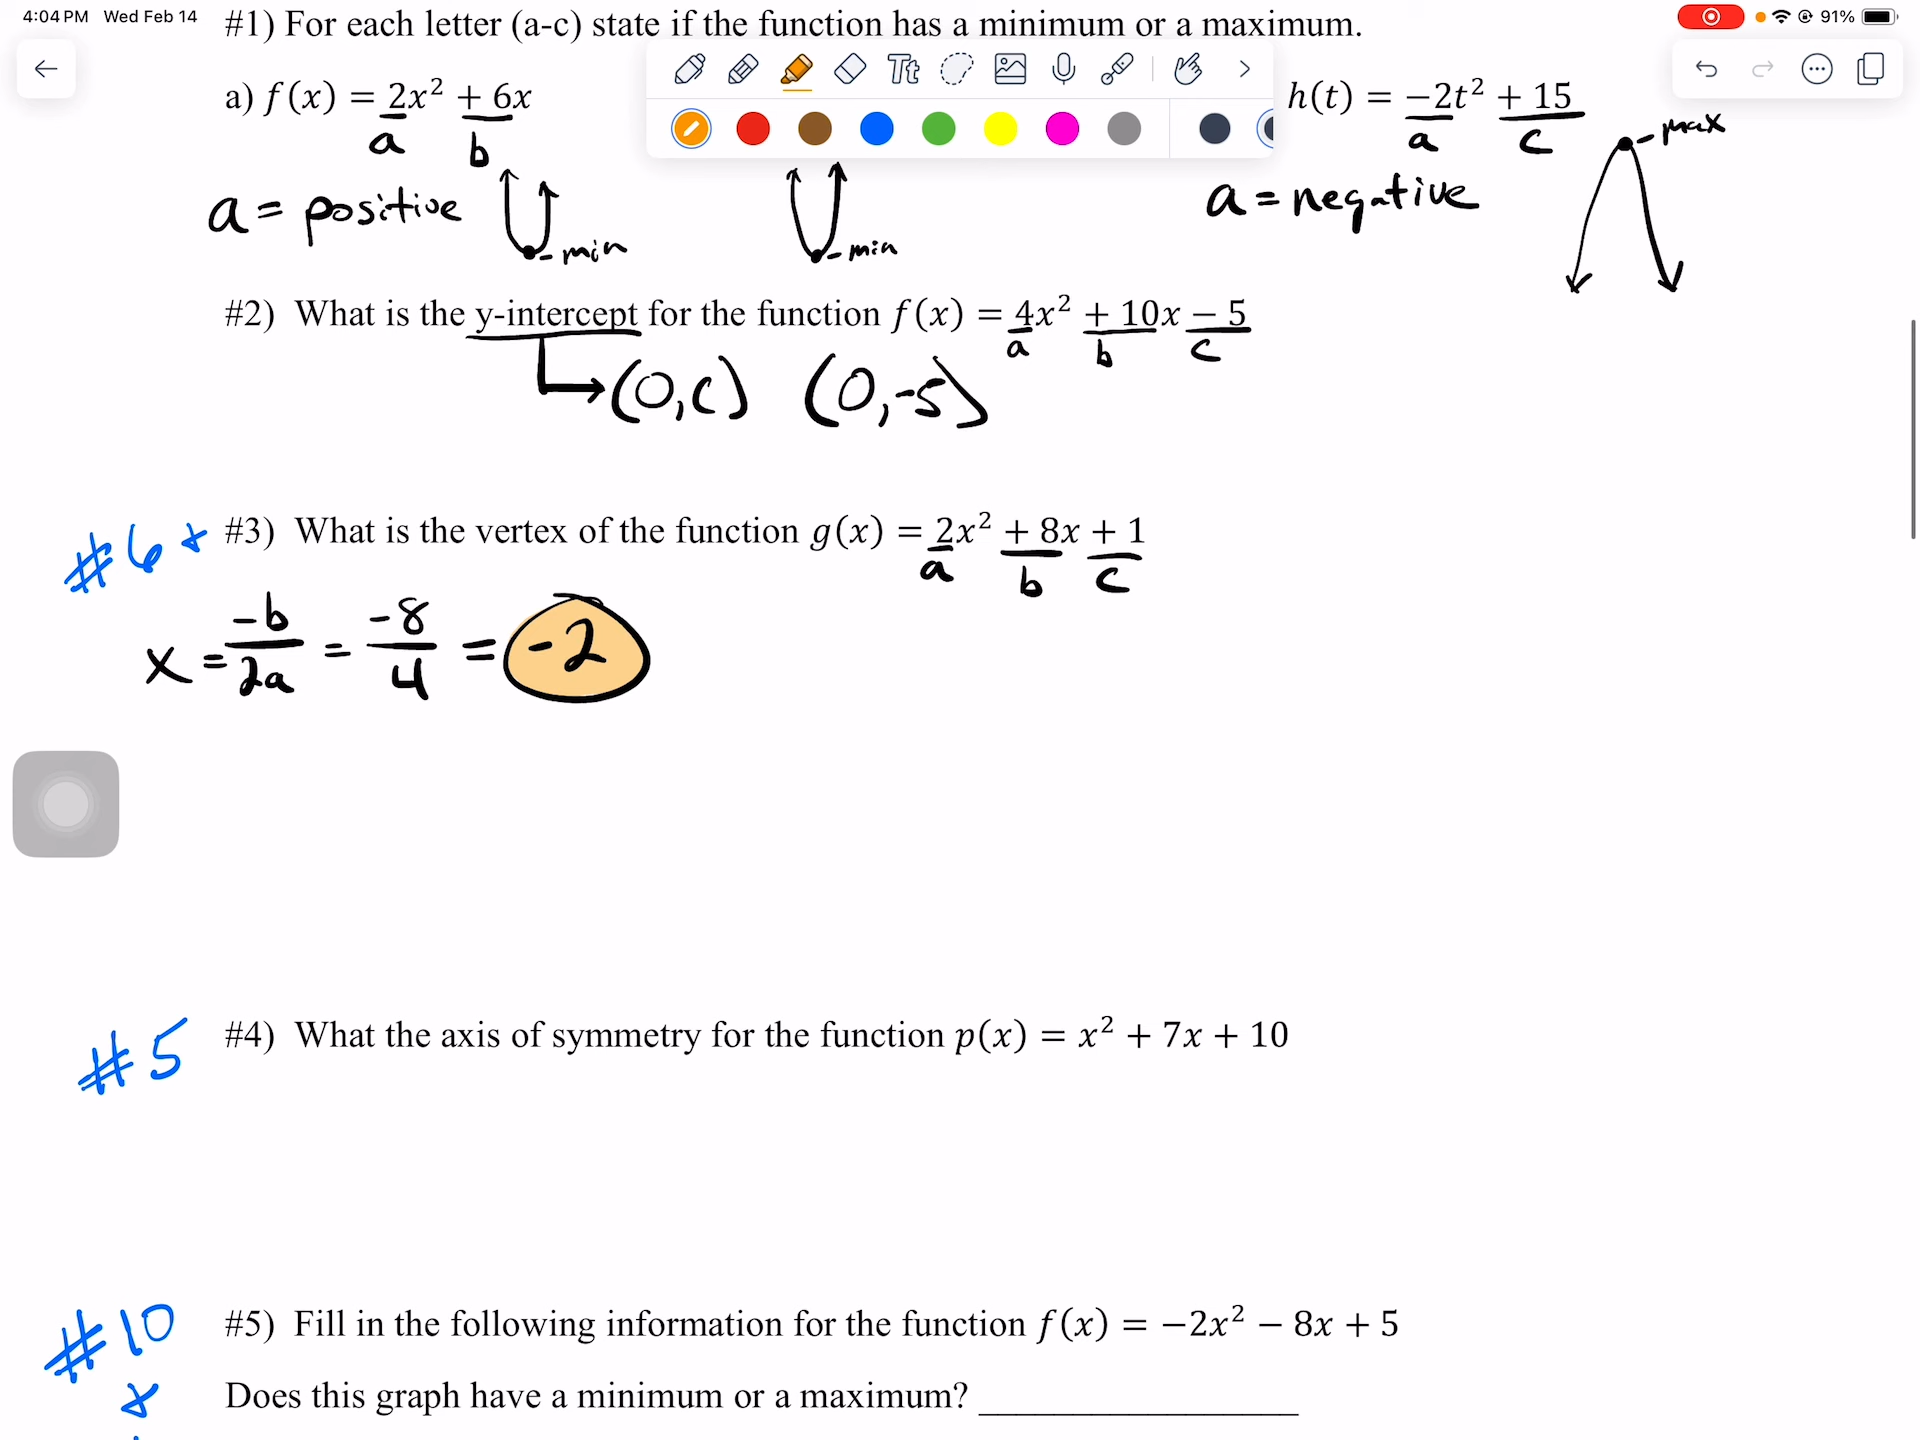 4:04 PM Wed Feb 14
91%
#1) For each letter (a-c) state if the function has a minimum or a maximum.
a) f(x) = 2x² + 6x
a b
Tt
h(t) = −2t² + 15
a c
max
a = positive
min
min
a = negative
#2) What is the y-intercept for the function f(x) = 4x² + 10x − 5
a b c
(0,c) (0,-5)
#6 #3) What is the vertex of the function g(x) = 2x² + 8x + 1
a b c
x = -b/2a = -8/4 = -2
#5 #4) What the axis of symmetry for the function p(x) = x² + 7x + 10
#10 #5) Fill in the following information for the function f(x) = −2x² − 8x + 5
Does this graph have a minimum or a maximum? ________________